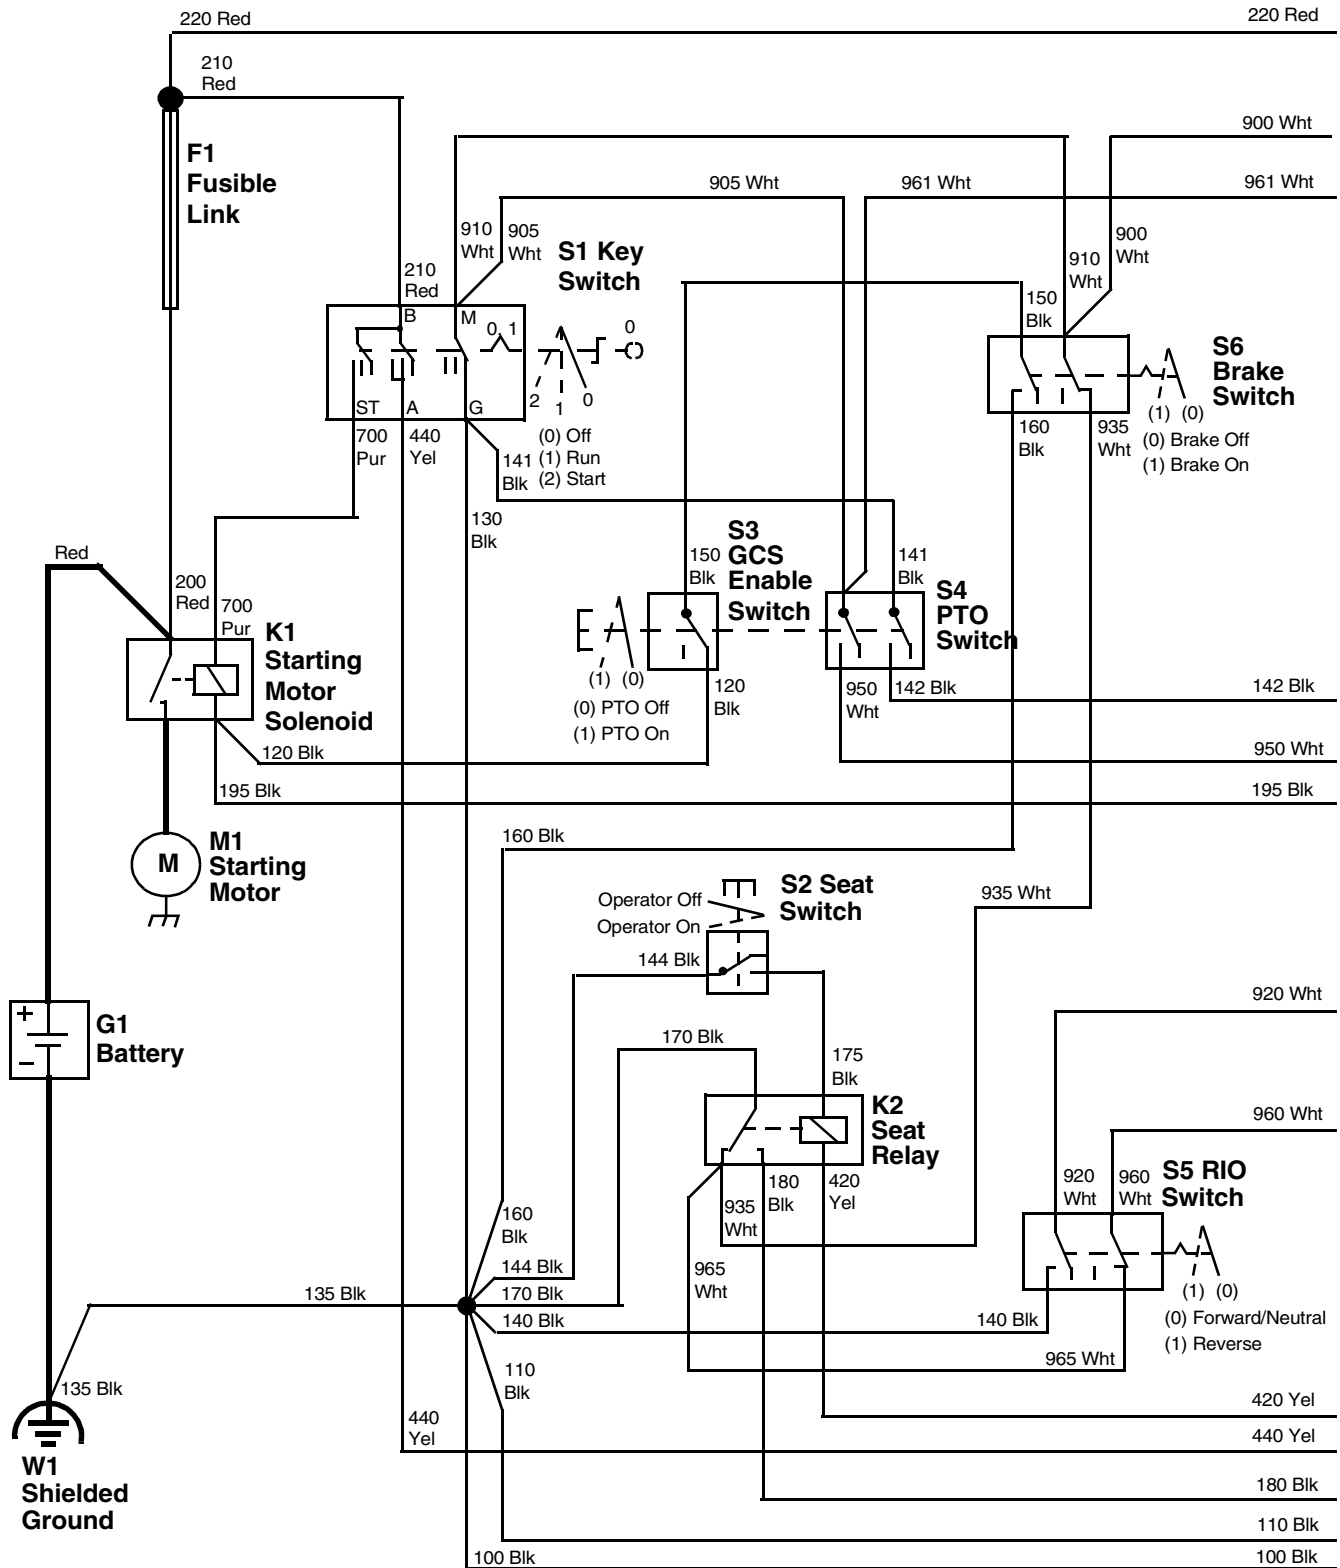 220 Red
220 Red
210
Red
900 Wht
F1
Fusible
Link
905 Wht
961 Wht
961 Wht
910
Wht
905
Wht
S1 Key
Switch
900
Wht
910
Wht
210
Red
150
Blk
B
M
0
1
0
2
1
0
S6
Brake
Switch
ST
A
G
(1) (0)
700
Pur
440
Yel
141
Blk
(0) Off
(1) Run
(2) Start
160
Blk
935
Wht
(0) Brake Off
(1) Brake On
130
Blk
Red
S3
GCS
Enable
Switch
150
Blk
141
Blk
S4
PTO
Switch
200
Red
700
Pur
K1
Starting
Motor
Solenoid
(1) (0)
(0) PTO Off
(1) PTO On
120
Blk
950
Wht
142 Blk
142 Blk
120 Blk
950 Wht
195 Blk
195 Blk
M
M1
Starting
Motor
160 Blk
S2 Seat
Switch
Operator Off
Operator On
935 Wht
144 Blk
+
−
G1
Battery
920 Wht
170 Blk
175
Blk
K2
Seat
Relay
960 Wht
180
Blk
420
Yel
935
Wht
920
Wht
960
Wht
S5 RIO
Switch
160
Blk
965
Wht
144 Blk
135 Blk
170 Blk
(1) (0)
140 Blk
140 Blk
(0) Forward/Neutral
(1) Reverse
965 Wht
110
Blk
135 Blk
420 Yel
440
Yel
440 Yel
W1
Shielded
Ground
180 Blk
110 Blk
100 Blk
100 Blk